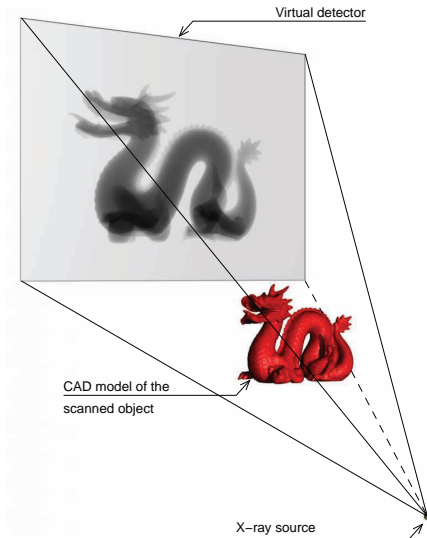 Virtual detector
CAD model of the
scanned object
X−ray source